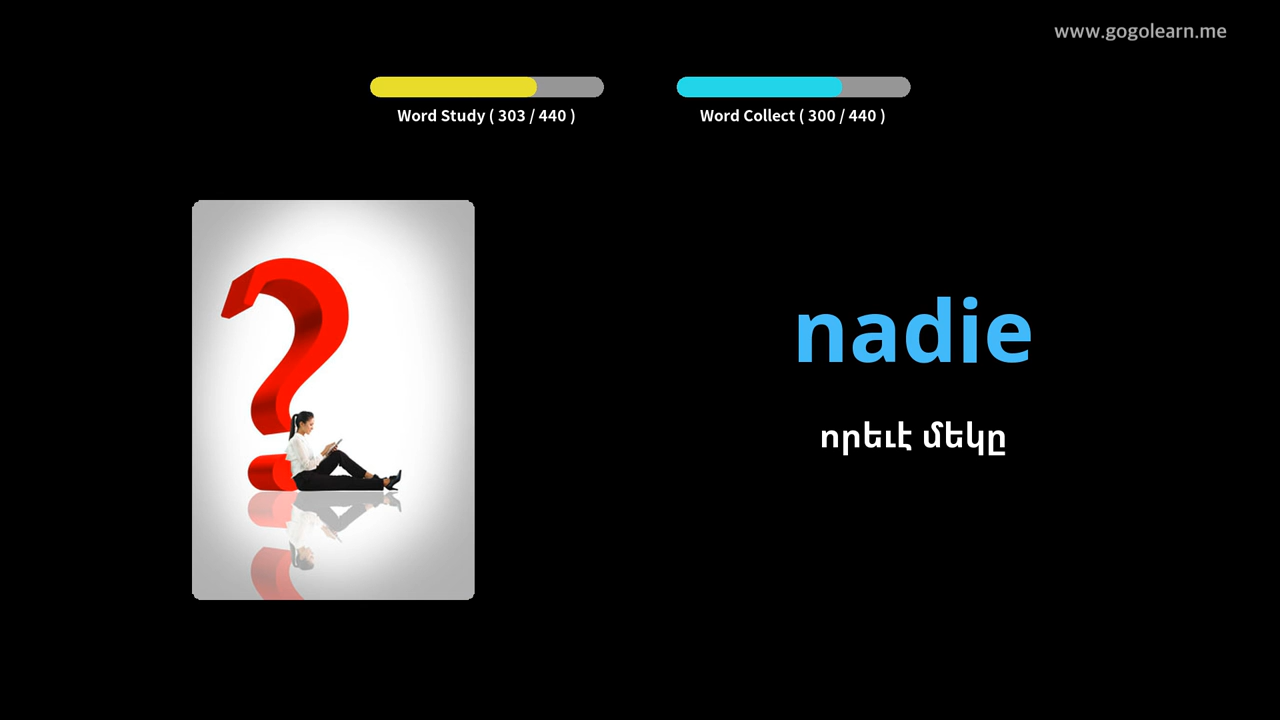 www.gogolearn.me
Word Study ( 303 / 440 )
Word Collect ( 300 / 440 )
nadie
որեւէ մեկը